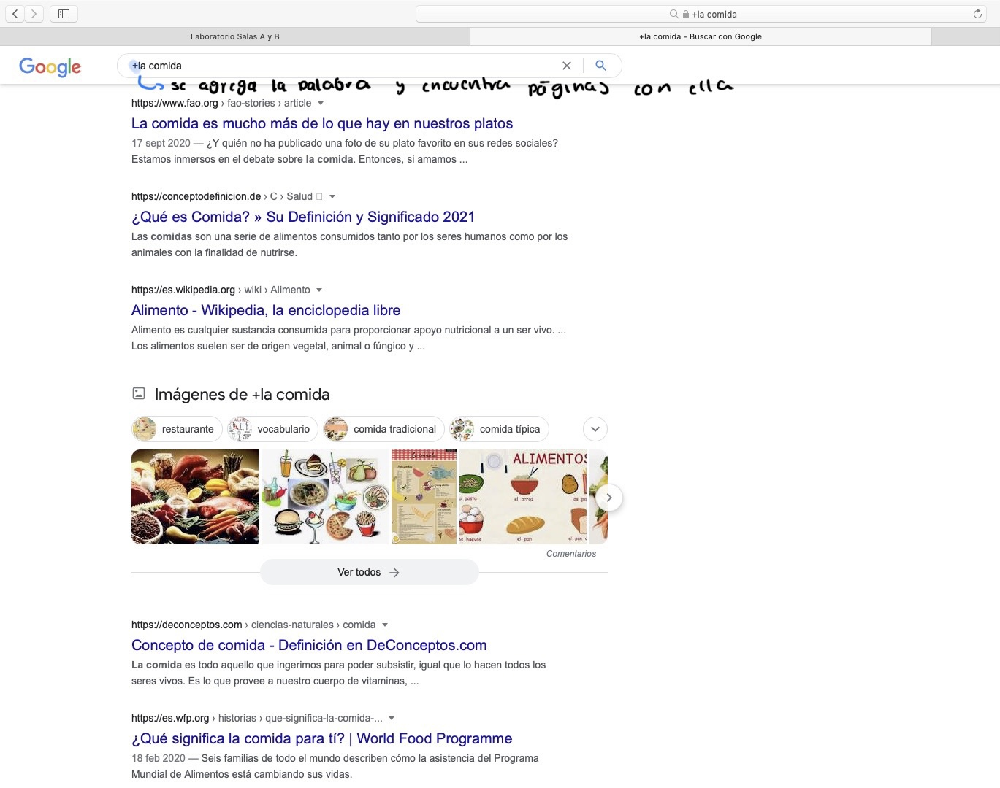 +la comida
Laboratorio Salas A y B
+la comida - Buscar con Google
Google
+la comida
se agrega la palabra y encuentra páginas con ella
https://www.fao.org › fao-stories › article
La comida es mucho más de lo que hay en nuestros platos
17 sept 2020 — ¿Y quién no ha publicado una foto de su plato favorito en sus redes sociales?
Estamos inmersos en el debate sobre la comida. Entonces, si amamos ...
https://conceptodefinicion.de › C › Salud
¿Qué es Comida? » Su Definición y Significado 2021
Las comidas son una serie de alimentos consumidos tanto por los seres humanos como por los
animales con la finalidad de nutrirse.
https://es.wikipedia.org › wiki › Alimento
Alimento - Wikipedia, la enciclopedia libre
Alimento es cualquier sustancia consumida para proporcionar apoyo nutricional a un ser vivo. ...
Los alimentos suelen ser de origen vegetal, animal o fúngico y ...
Imágenes de +la comida
restaurante vocabulario comida tradicional comida típica
La comida
ALIMENTOS
pasta el arroz las pa
os huevos el pan el pan
Comentarios
Ver todos
https://deconceptos.com › ciencias-naturales › comida
Concepto de comida - Definición en DeConceptos.com
La comida es todo aquello que ingerimos para poder subsistir, igual que lo hacen todos los
seres vivos. Es lo que provee a nuestro cuerpo de vitaminas, ...
https://es.wfp.org › historias › que-significa-la-comida-...
¿Qué significa la comida para tí? | World Food Programme
18 feb 2020 — Seis familias de todo el mundo describen cómo la asistencia del Programa
Mundial de Alimentos está cambiando sus vidas.